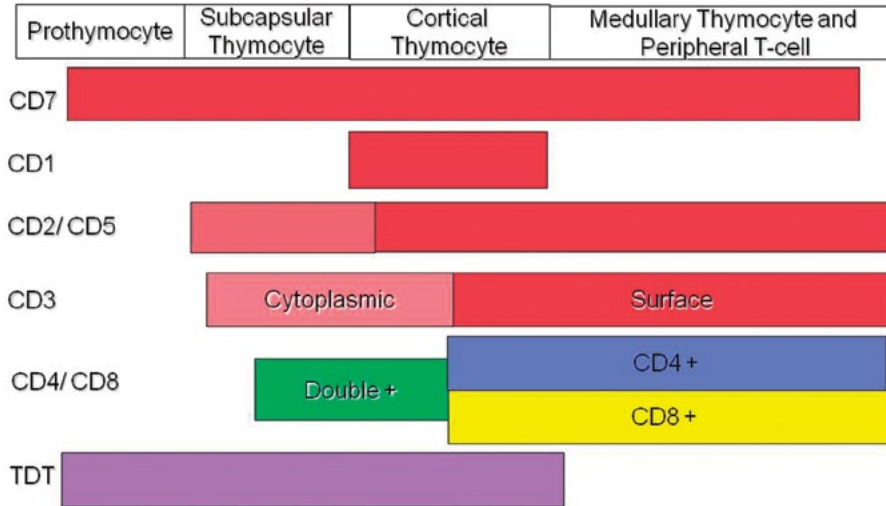 Prothymocyte
Subcapsular
Thymocyte
Cortical
Thymocyte
Medullary Thymocyte and
Peripheral T-cell
CD7
CD1
CD2/ CD5
CD3
Cytoplasmic
Surface
CD4/ CD8
Double +
CD4 +
CD8 +
TDT